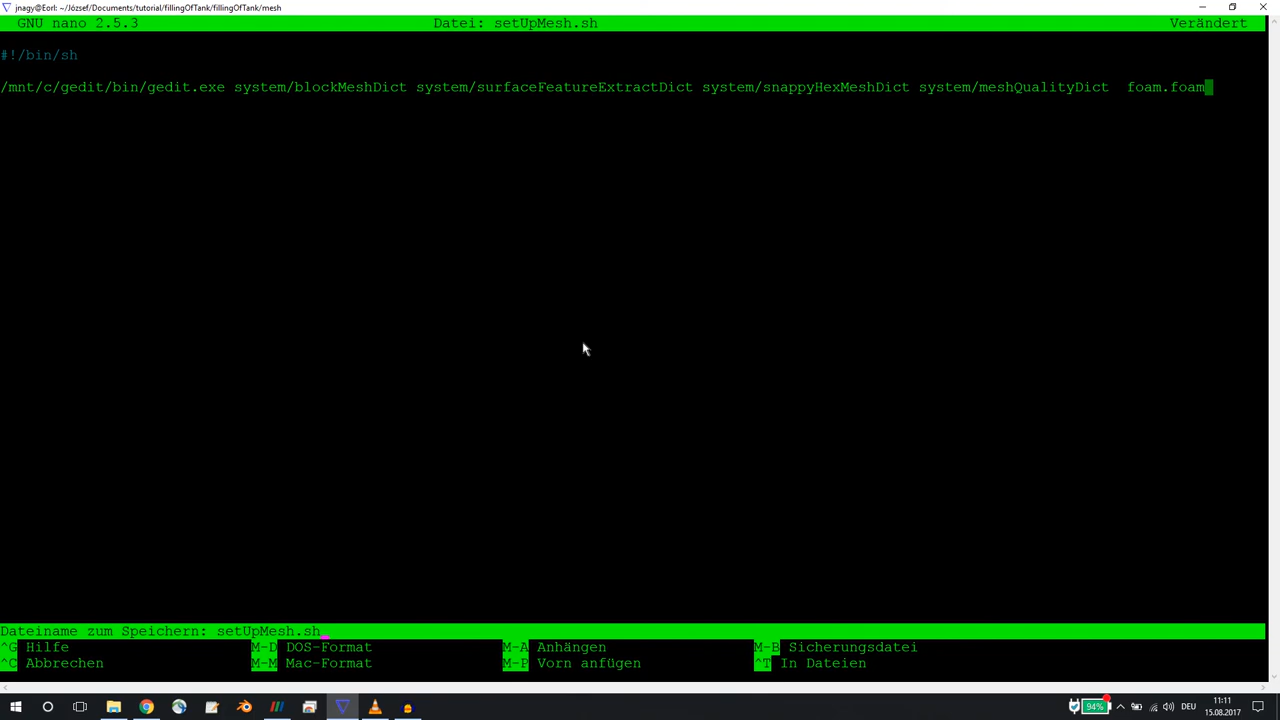 jnagy@Eorl: ~/József/Documents/tutorial/fillingOfTank/fillingOfTank/mesh
GNU nano 2.5.3 Datei: setUpMesh.sh Verändert
#!/bin/sh
/mnt/c/gedit/bin/gedit.exe system/blockMeshDict system/surfaceFeatureExtractDict system/snappyHexMeshDict system/meshQualityDict  foam.foam
Dateiname zum Speichern: setUpMesh.sh
^G Hilfe M-D DOS-Format M-A Anhängen M-B Sicherungsdatei
^C Abbrechen M-M Mac-Format M-P Vorn anfügen ^T In Dateien
94% DEU 11:11
15.08.2017